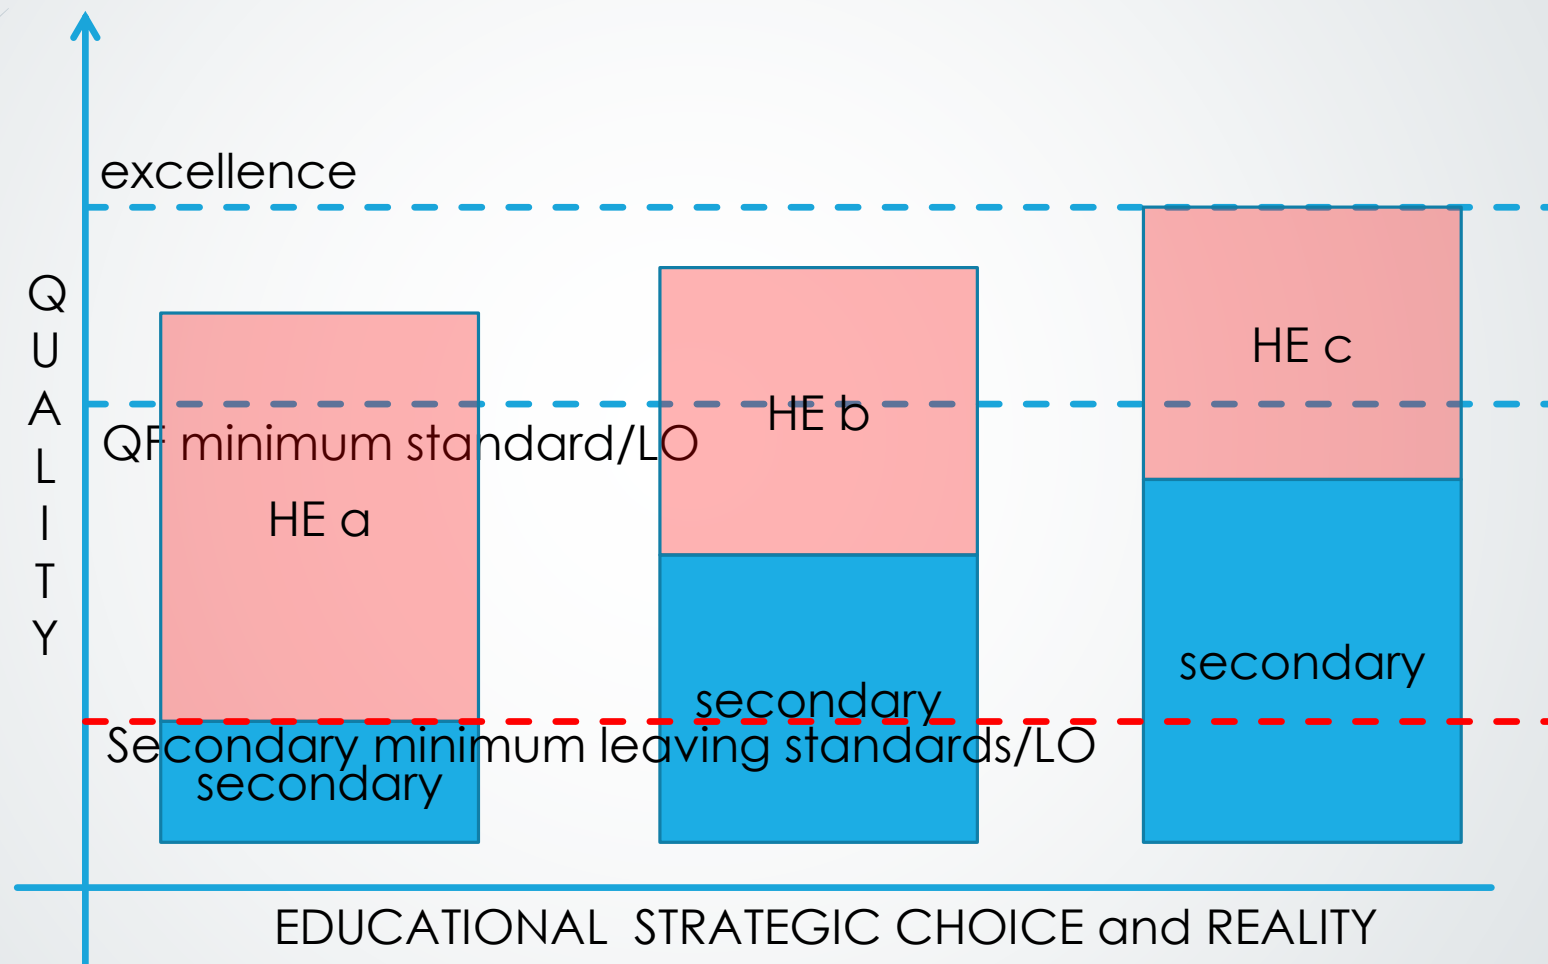 excellence
QUALITY
HE c
HE b
QF minimum standard/LO
HE a
secondary
secondary
Secondary minimum leaving standards/LO
secondary
EDUCATIONAL STRATEGIC CHOICE and REALITY